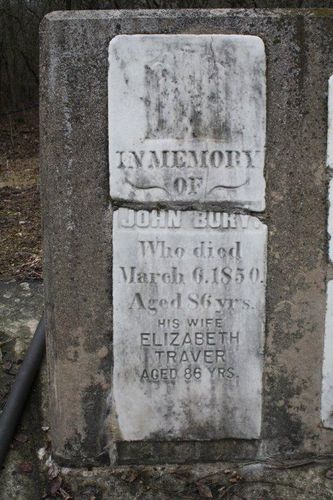 IN MEMORY
OF
JOHN BURY.
Who died
March 6, 1850.
Aged 86 yrs.
HIS WIFE
ELIZABETH
TRAVER
AGED 86 YRS.